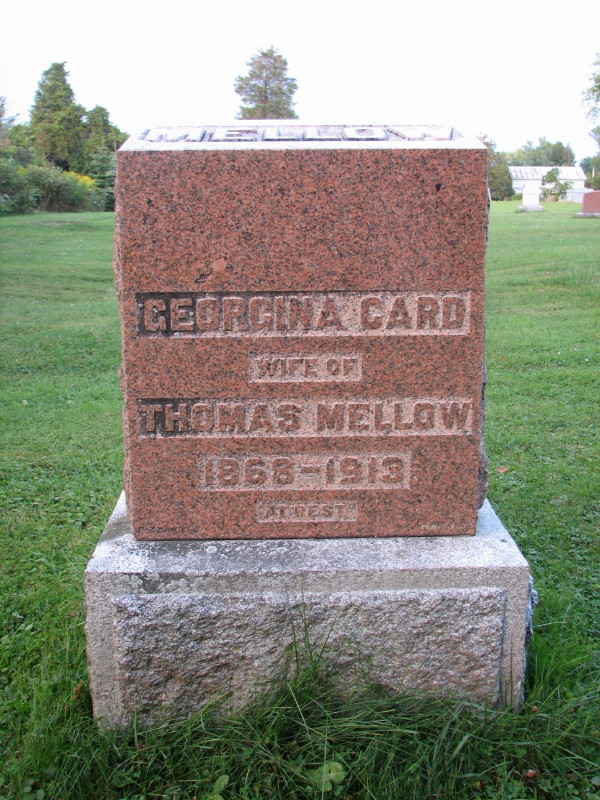 MELLOW
GEORGINA CARD
WIFE OF
THOMAS MELLOW
1868-1913
AT REST